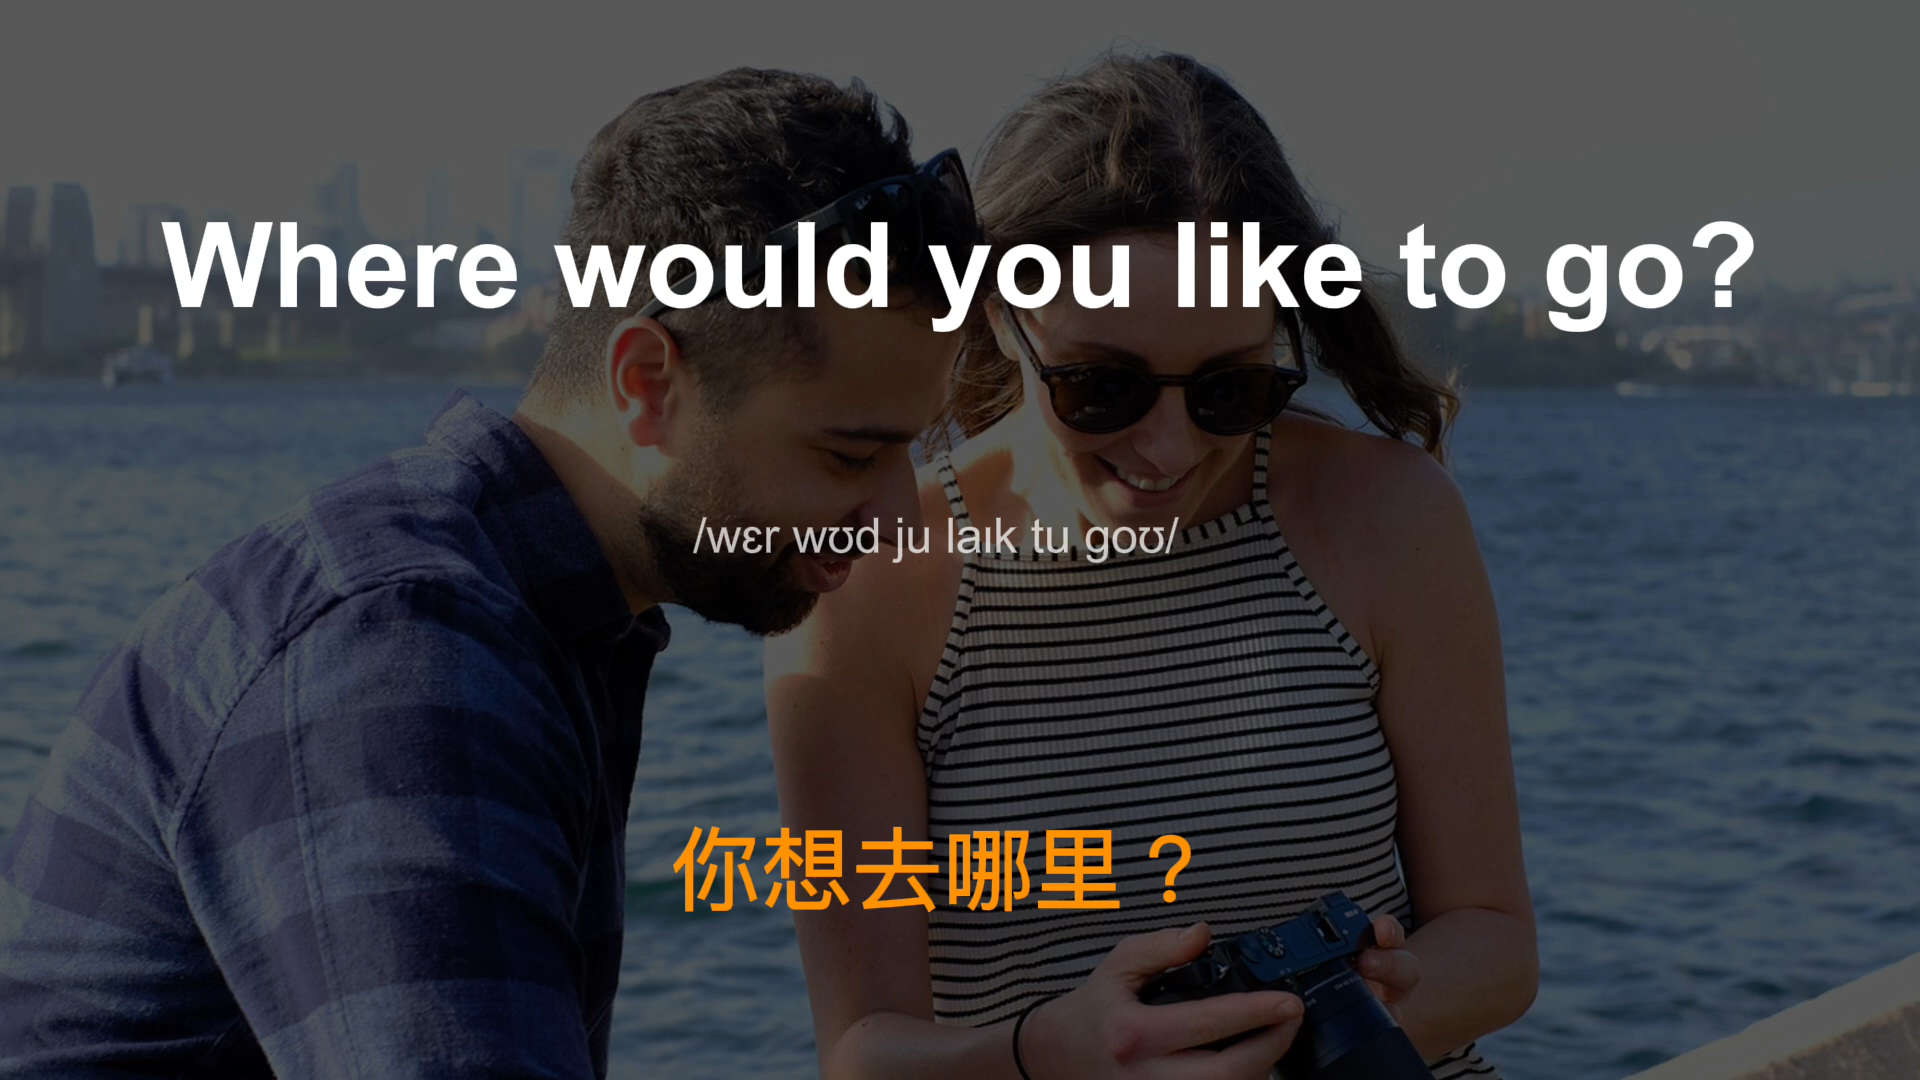 Where would you like to go?
/wɛr wʊd ju laɪk tu goʊ/
你想去哪里？